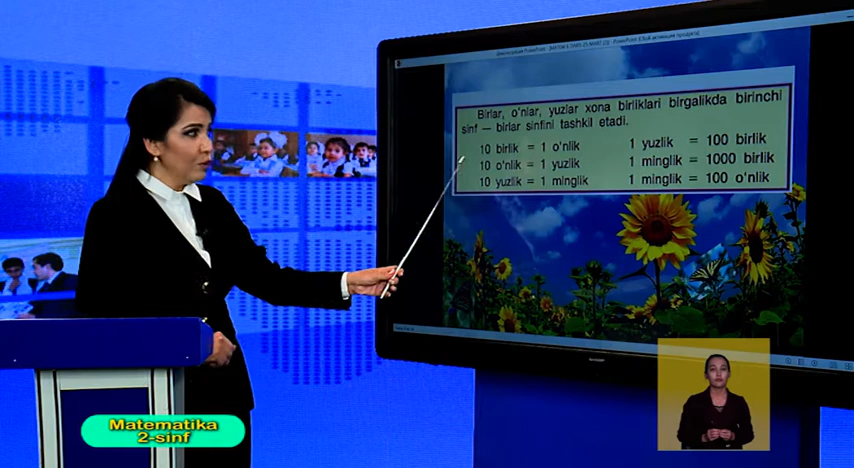 Birlar, o‘nlar, yuzlar xona birliklari birgalikda birinchi
sinf — birlar sinfini tashkil etadi.
10 birlik = 1 o‘nlik 1 yuzlik = 100 birlik
10 o‘nlik = 1 yuzlik 1 minglik = 1000 birlik
10 yuzlik = 1 minglik 1 minglik = 100 o‘nlik
Matematika
2-sinf